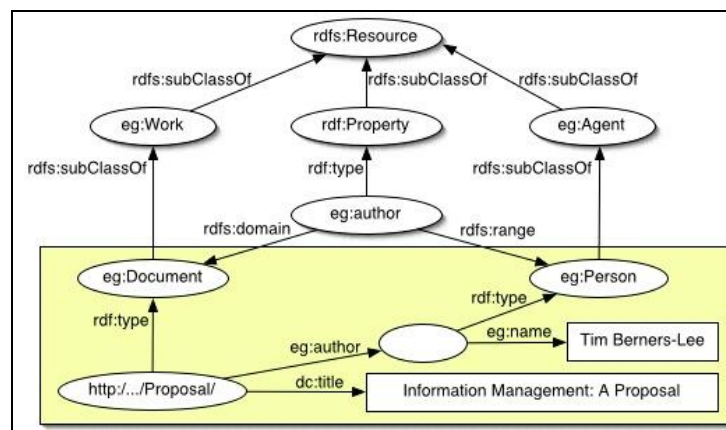 rdfs:Resource
rdfs:subClassOf
rdfs:subClassOf
rdfs:subClassOf
eg:Work
rdf:Property
eg:Agent
rdfs:subClassOf
rdf:type
rdfs:subClassOf
eg:author
rdfs:domain
rdfs:range
eg:Document
eg:Person
rdf:type
rdf:type
eg:name
Tim Berners-Lee
eg:author
http:/.../Proposal/
dc:title
Information Management: A Proposal